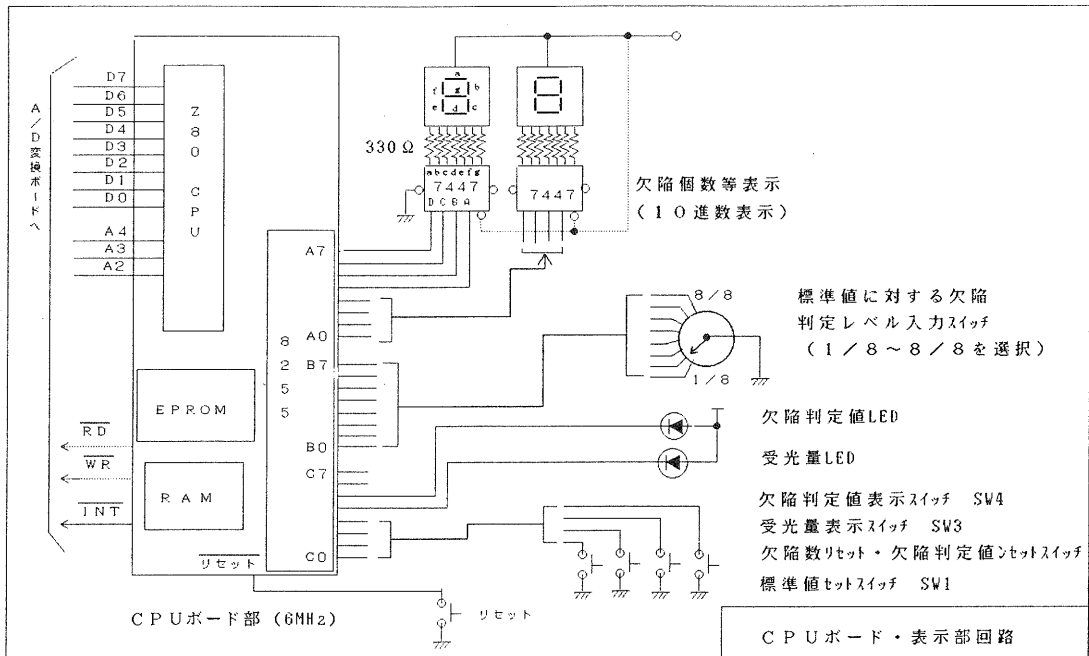 A/D変換ボードへ
D7
D6
D5
D4
D3
D2
D1
D0
A4
A3
A2
Z80 CPU
EPROM
RAM
RD
WR
INT
リセット
8255
A7
A0
B7
B0
C7
C0
a
f g b
e d c
330Ω
abcdefg
7447
DCBA
7447
欠陥個数等表示
(10進数表示)
8/8
1/8
標準値に対する欠陥
判定レベル入力スイッチ
(1/8~8/8を選択)
欠陥判定値LED
受光量LED
欠陥判定値表示スイッチ SW4
受光量表示スイッチ SW3
欠陥数リセット・欠陥判定値ンセットスイッチ
標準値セットスイッチ SW1
リセット
CPUボード部(6MHz)
CPUボード・表示部回路